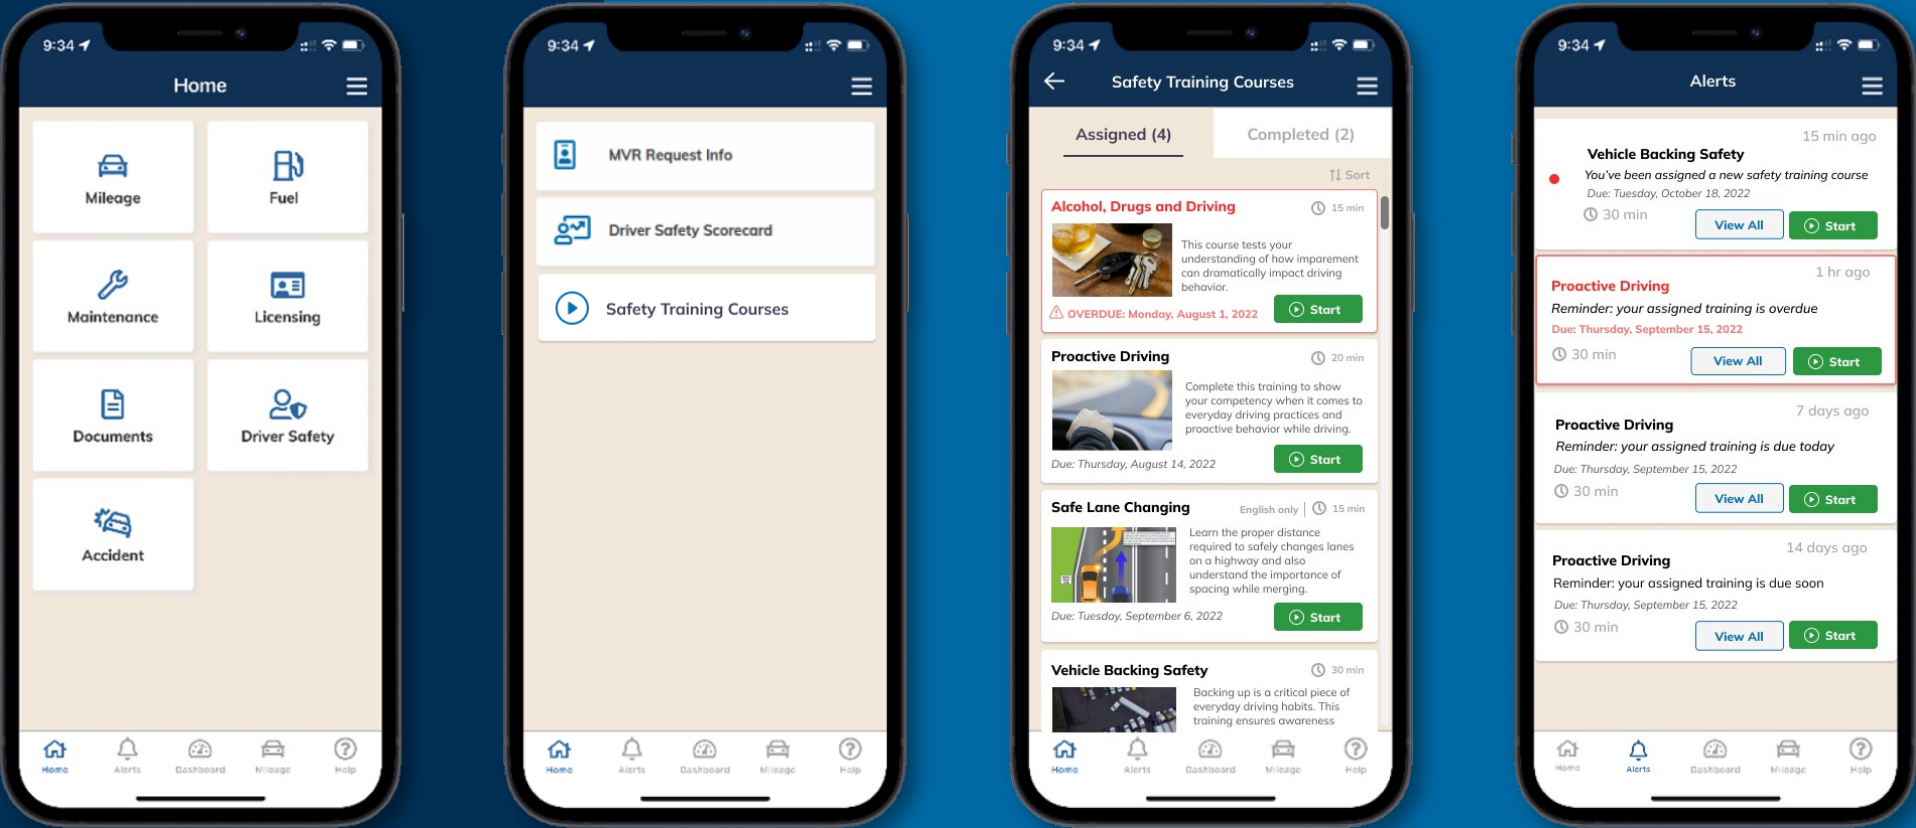 9:34
Home
Mileage
Fuel
Maintenance
Licensing
Documents
Driver Safety
Accident
Home
Alerts
Dashboard
Mileage
Help
9:34
MVR Request Info
Driver Safety Scorecard
Safety Training Courses
Home
Alerts
Dashboard
Mileage
Help
9:34
Safety Training Courses
Assigned (4)
Completed (2)
Sort
Alcohol, Drugs and Driving
15 min
This course tests your
understanding of how imparement
can dramatically impact driving
behavior.
OVERDUE: Monday, August 1, 2022
Start
Proactive Driving
20 min
Complete this training to show
your competency when it comes to
everyday driving practices and
proactive behavior while driving.
Due: Thursday, August 14, 2022
Start
Safe Lane Changing
English only | 15 min
Learn the proper distance
required to safely changes lanes
on a highway and also
understand the importance of
spacing while merging.
Due: Tuesday, September 6, 2022
Start
Vehicle Backing Safety
30 min
Backing up is a critical piece of
everyday driving habits. This
training ensures awareness
Home
Alerts
Dashboard
Mileage
Help
9:34
Alerts
15 min ago
Vehicle Backing Safety
You've been assigned a new safety training course
Due: Tuesday, October 18, 2022
30 min
View All
Start
1 hr ago
Proactive Driving
Reminder: your assigned training is overdue
Due: Thursday, September 15, 2022
30 min
View All
Start
7 days ago
Proactive Driving
Reminder: your assigned training is due today
Due: Thursday, September 15, 2022
30 min
View All
Start
14 days ago
Proactive Driving
Reminder: your assigned training is due soon
Due: Thursday, September 15, 2022
30 min
View All
Start
Home
Alerts
Dashboard
Mileage
Help